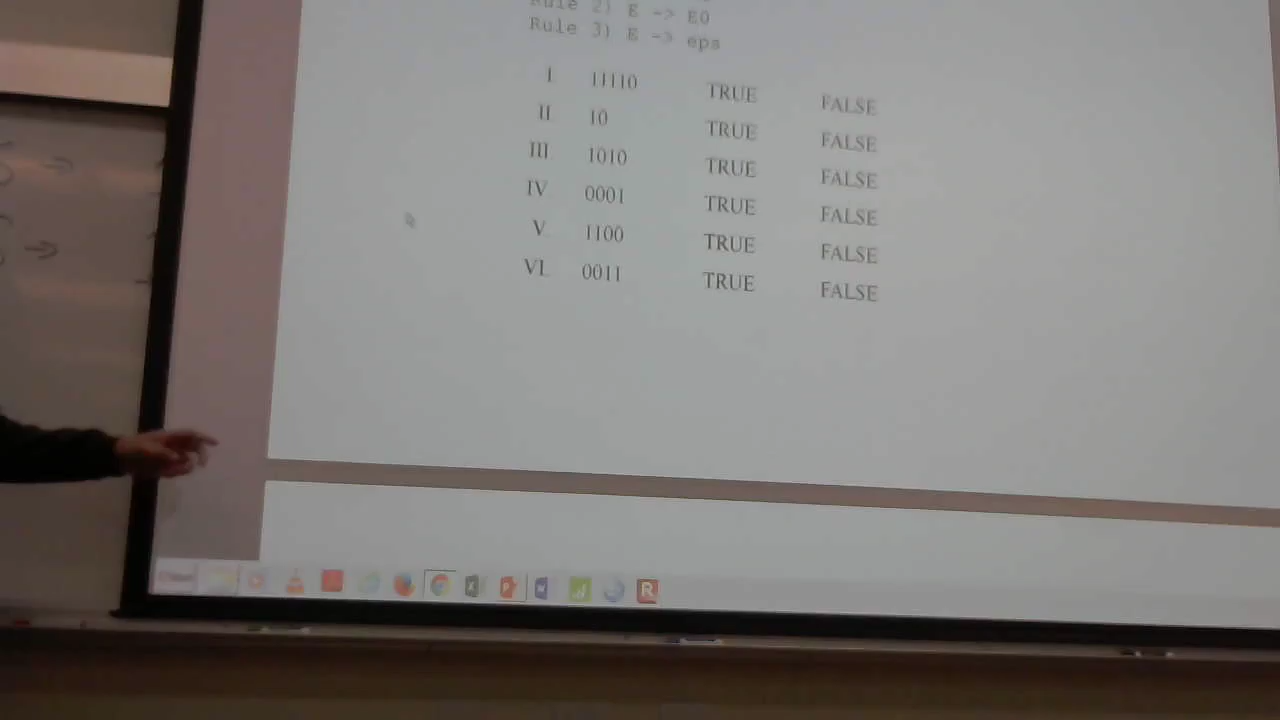 Rule 2) E -> E0
Rule 3) E -> eps
I 11110 TRUE FALSE
II 10 TRUE FALSE
III 1010 TRUE FALSE
IV 0001 TRUE FALSE
V 1100 TRUE FALSE
VI 0011 TRUE FALSE